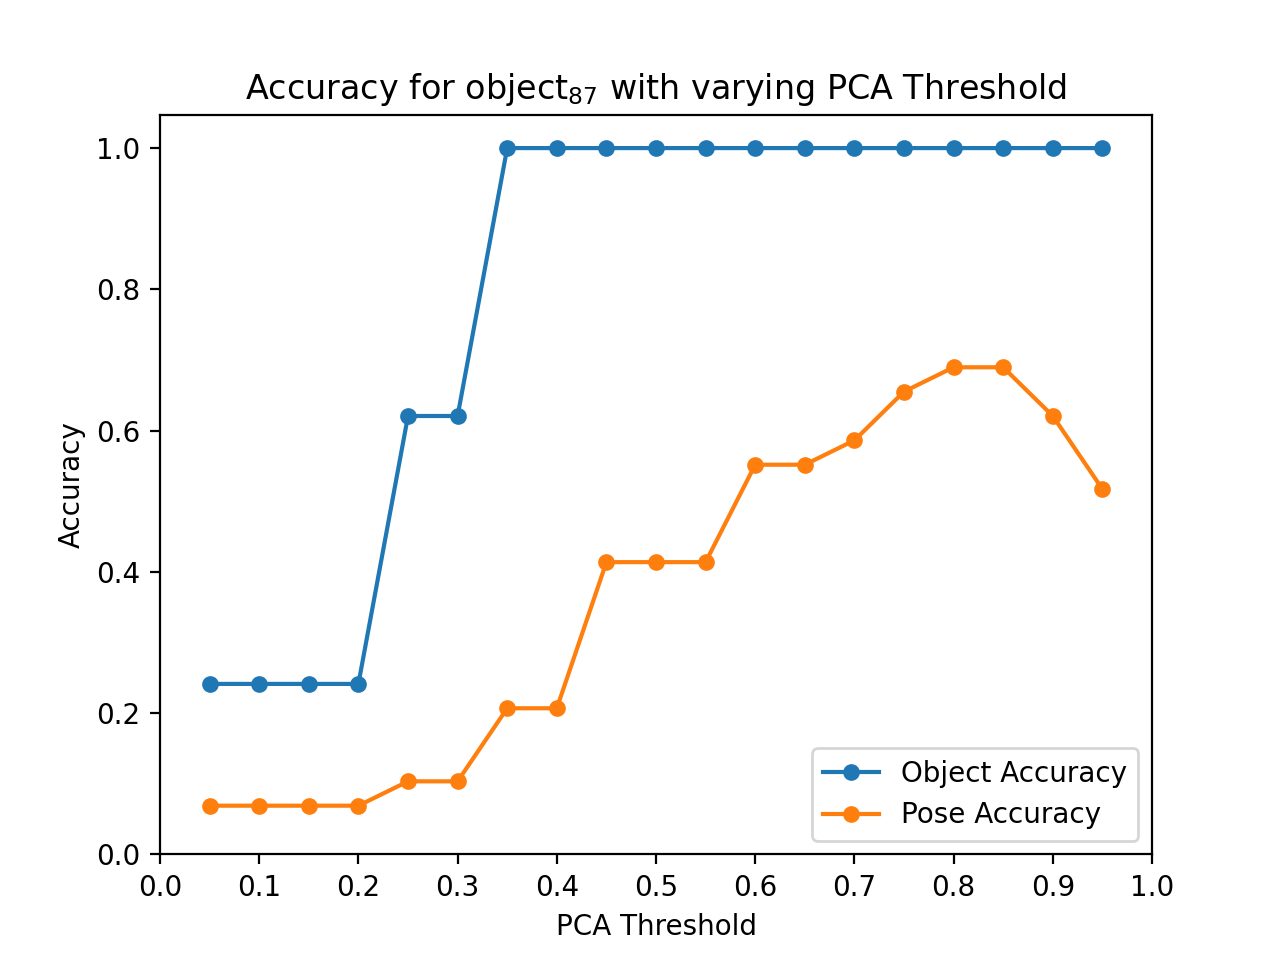 Accuracy for object₈₇ with varying PCA Threshold
1.0
0.8
0.6
0.4
0.2
0.0
Accuracy
Object Accuracy
Pose Accuracy
0.0 0.1 0.2 0.3 0.4 0.5 0.6 0.7 0.8 0.9 1.0
PCA Threshold